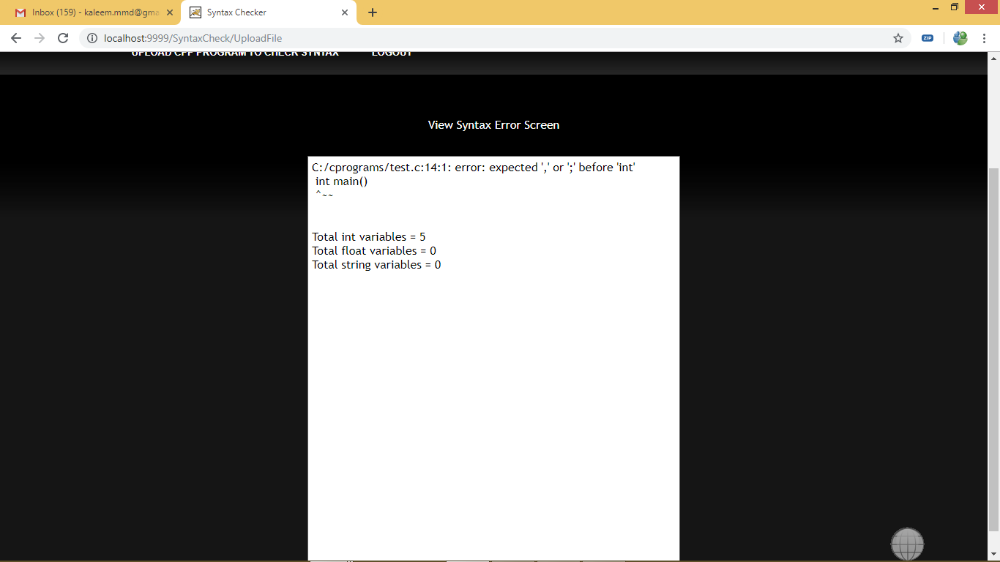 Inbox (159) - kaleem.mmd@gma
Syntax Checker
localhost:9999/SyntaxCheck/UploadFile
ZIP
UPLOAD CPP PROGRAM TO CHECK SYNTAX LOGOUT
View Syntax Error Screen
C:/cprograms/test.c:14:1: error: expected ',' or ';' before 'int'
int main()
^~~
Total int variables = 5
Total float variables = 0
Total string variables = 0